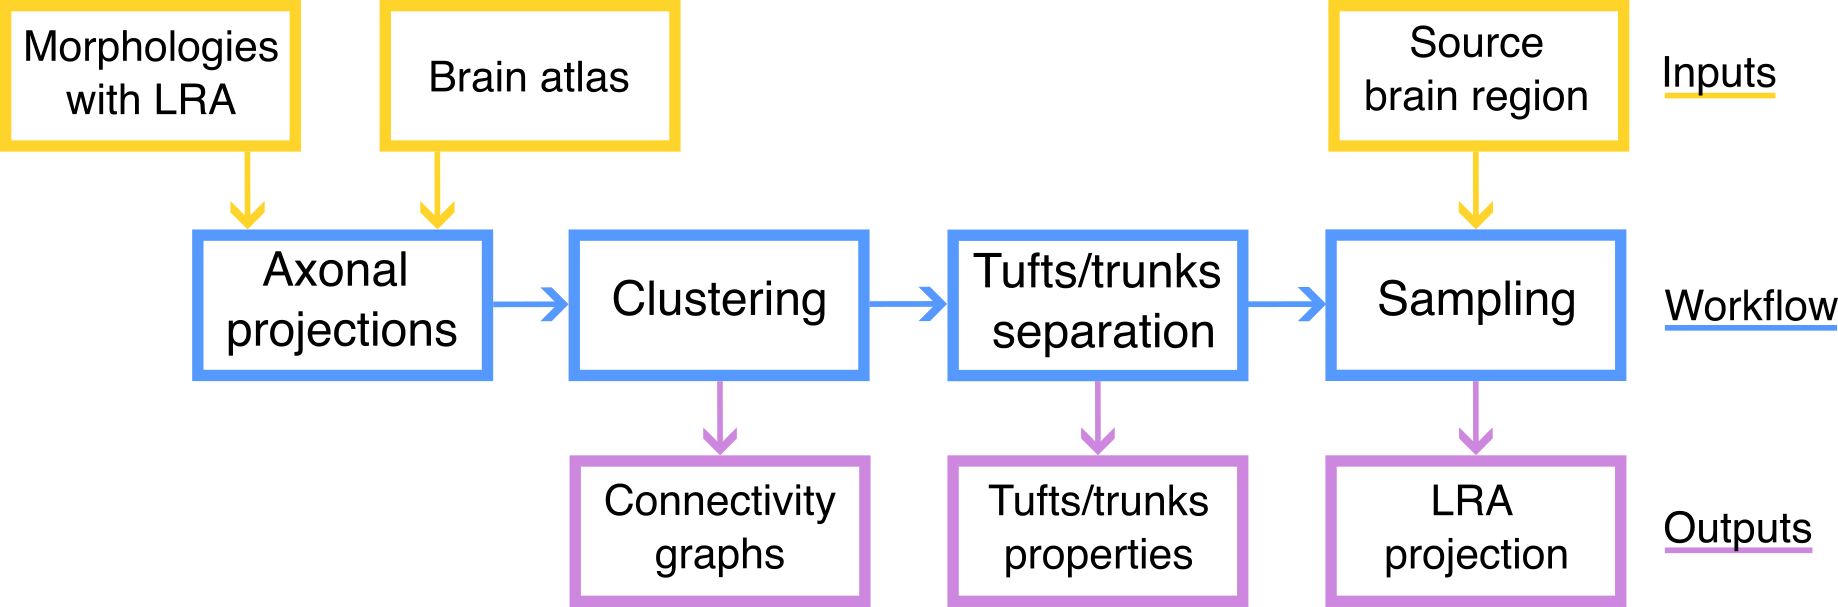 Morphologies
with LRA
Brain atlas
Source
brain region
Inputs
Axonal
projections
Clustering
Tufts/trunks
separation
Sampling
Workflow
Connectivity
graphs
Tufts/trunks
properties
LRA
projection
Outputs